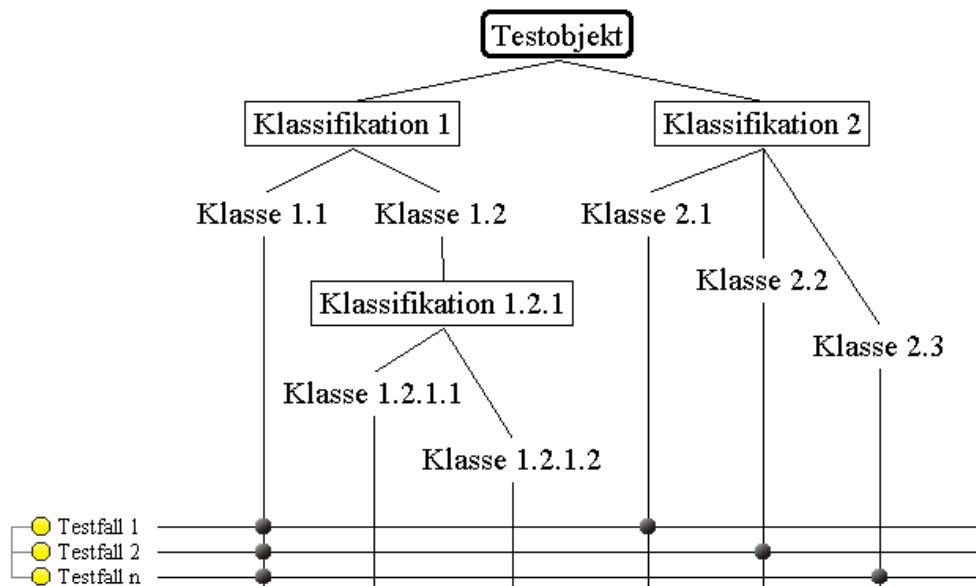 Testobjekt
Klassifikation 1
Klassifikation 2
Klasse 1.1
Klasse 1.2
Klasse 2.1
Klasse 2.2
Klassifikation 1.2.1
Klasse 2.3
Klasse 1.2.1.1
Klasse 1.2.1.2
Testfall 1
Testfall 2
Testfall n